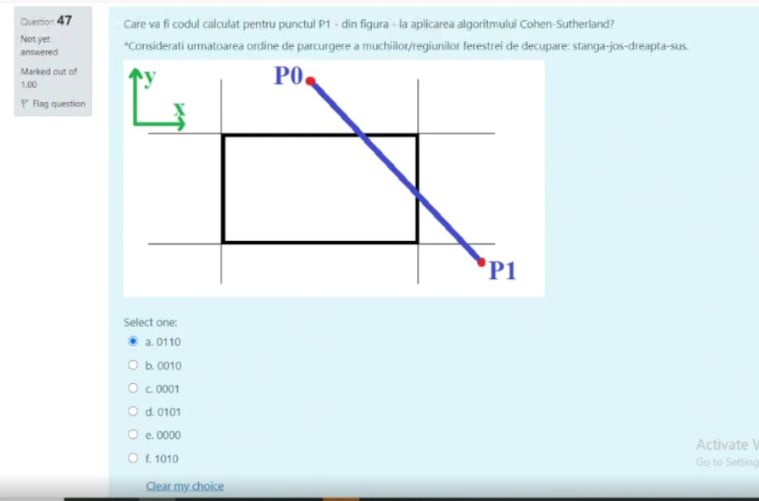 Question 47
Not yet
answered
Marked out of
1.00
Flag question
Care va fi codul calculat pentru punctul P1 - din figura - la aplicarea algoritmului Cohen-Sutherland?
*Considerati urmatoarea ordine de parcurgere a muchiilor/regiunilor ferestrei de decupare: stanga-jos-dreapta-sus.
y
x
P0
P1
Select one:
a. 0110
b. 0010
c. 0001
d. 0101
e. 0000
f. 1010
Clear my choice
Activate
Go to Setting